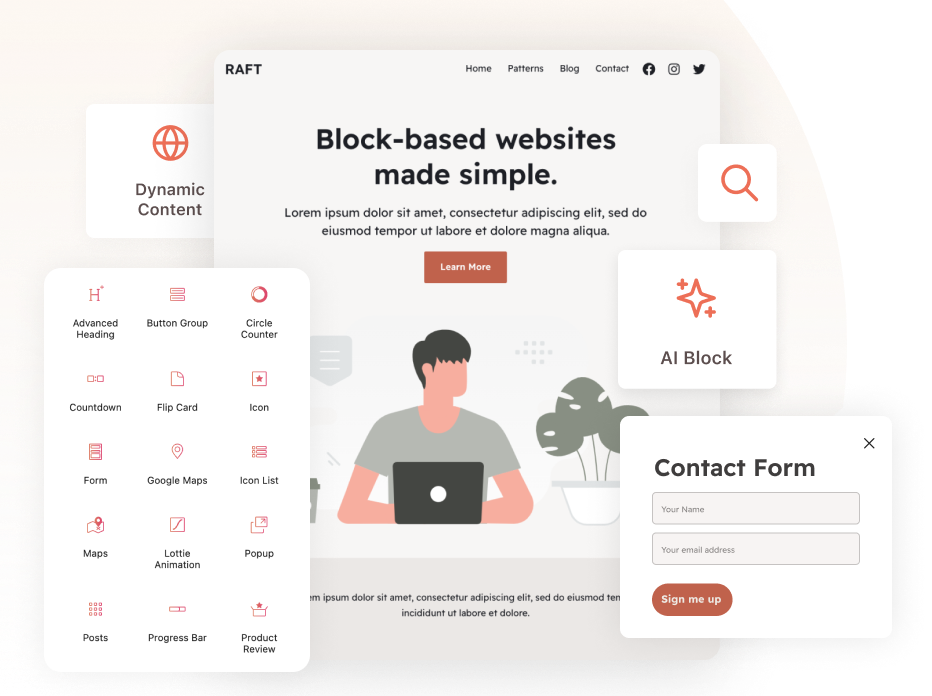 RAFT
Home Patterns Blog Contact
Dynamic
Content
Block-based websites
made simple.
Lorem ipsum dolor sit amet, consectetur adipiscing elit, sed do
eiusmod tempor ut labore et dolore magna aliqua.
Learn More
AI Block
Advanced
Heading
Button Group
Circle
Counter
Countdown
Flip Card
Icon
Form
Google Maps
Icon List
Maps
Lottie
Animation
Popup
Posts
Progress Bar
Product
Review
Contact Form
Your Name
Your email address
Sign me up
ipsum dolor sit amet, consectetur adipiscing elit, sed do eiusmod
incididunt ut labore et dolore.